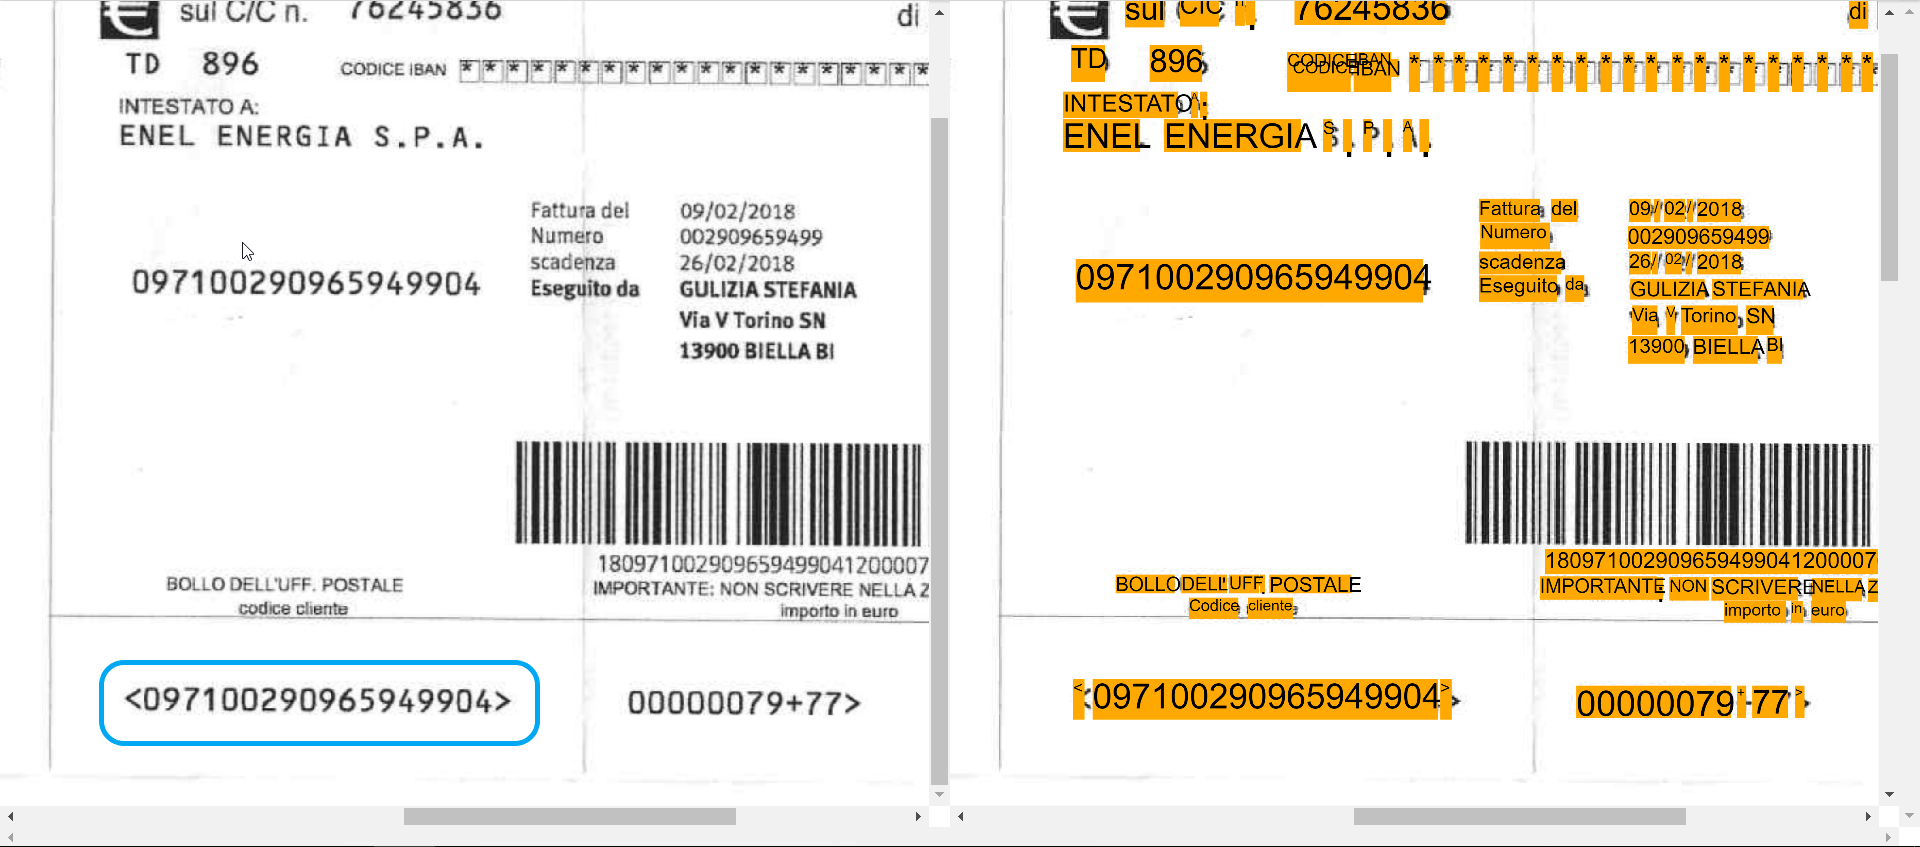 sul C/C n. 76245836 di
TD 896 CODICE IBAN * * * * * * * * * * * * * * * * * * * *
INTESTATO A:
ENEL ENERGIA S.P.A.
Fattura del 09/02/2018
Numero 002909659499
scadenza 26/02/2018
097100290965949904
Eseguito da GULIZIA STEFANIA
Via V Torino SN
13900 BIELLA BI
1809710029096594990412000007
BOLLO DELL'UFF. POSTALE
IMPORTANTE: NON SCRIVERE NELLA Z
codice cliente
importo in euro
<097100290965949904>
00000079+77>
sul C/C n. 76245836 di
TD 896 CODICE IBAN CODICE IBAN * * * * * * * * * * * * * * * * * * * *
INTESTATO A :
ENEL ENERGIA S . P . A .
Fattura del 09/02/2018
Numero 002909659499
scadenza 26/02/2018
097100290965949904
Eseguito da GULIZIA STEFANIA
Via V Torino SN
13900 BIELLA BI
1809710029096594990412000007
BOLLO DELL'UFF. POSTALE
IMPORTANTE : NON SCRIVERE NELLA Z
Codice cliente
importo in euro
< 097100290965949904 >
00000079 + 77 >